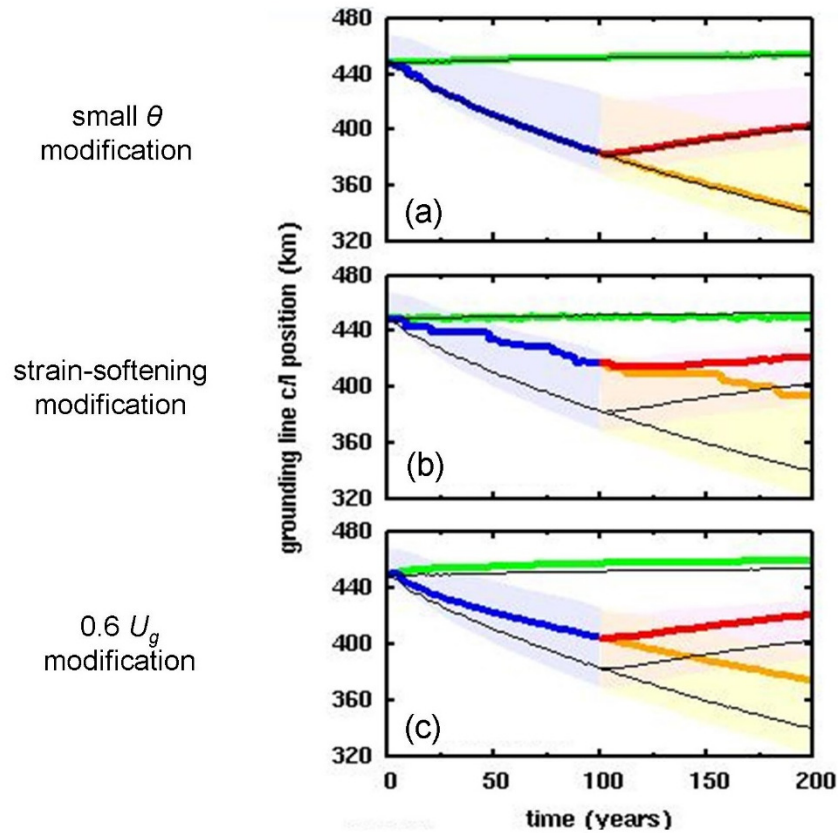 small θ
modification
strain-softening
modification
0.6 U_g
modification
grounding line c/l position (km)
480
440
400
360
320
(a)
480
440
400
360
320
(b)
480
440
400
360
320
(c)
0 50 100 150 200
time (years)